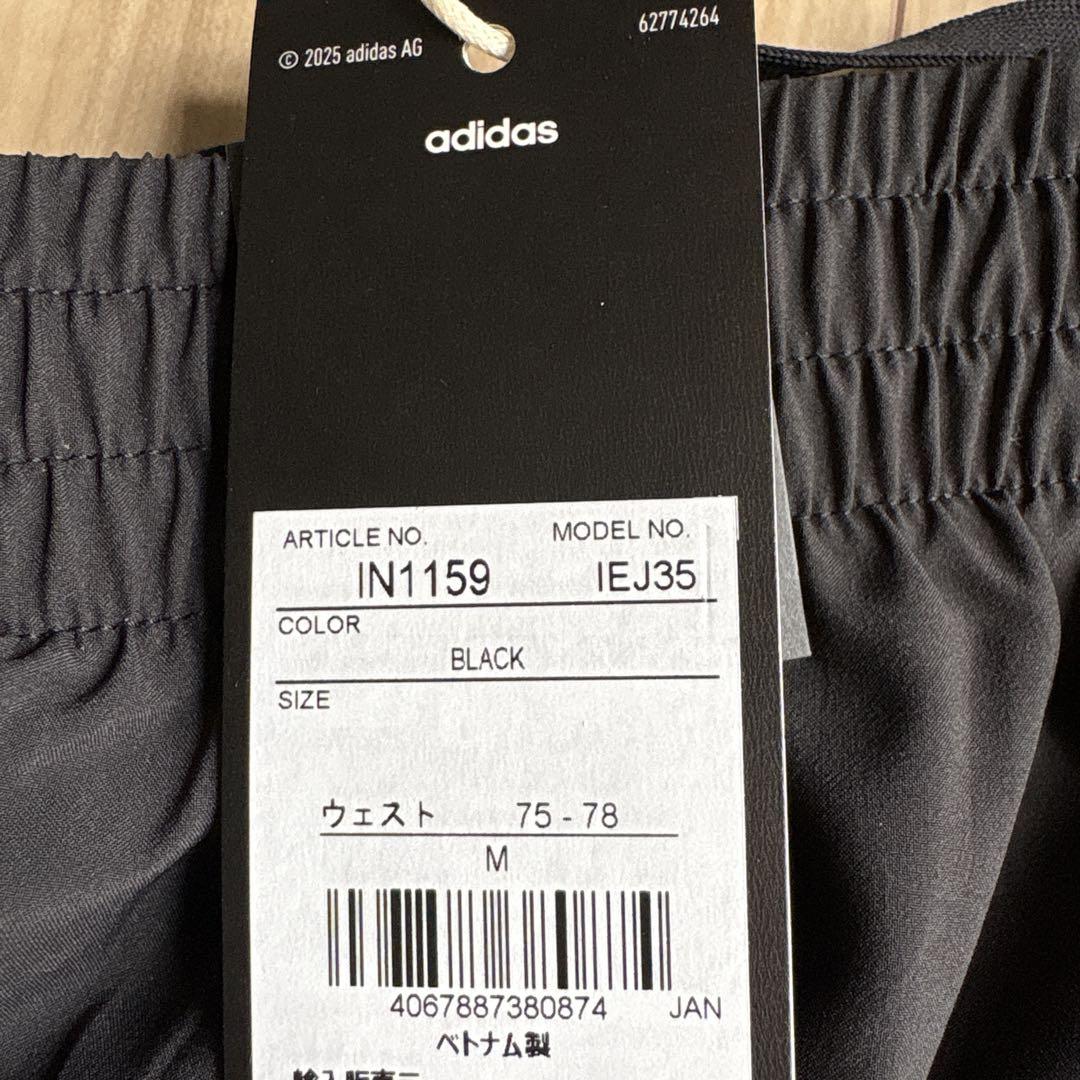 © 2025 adidas AG
62774264
adidas
ARTICLE NO. MODEL NO.
IN1159 IEJ35
COLOR
BLACK
SIZE
ウェスト 75 - 78
M
4067887380874 JAN
ベトナム製